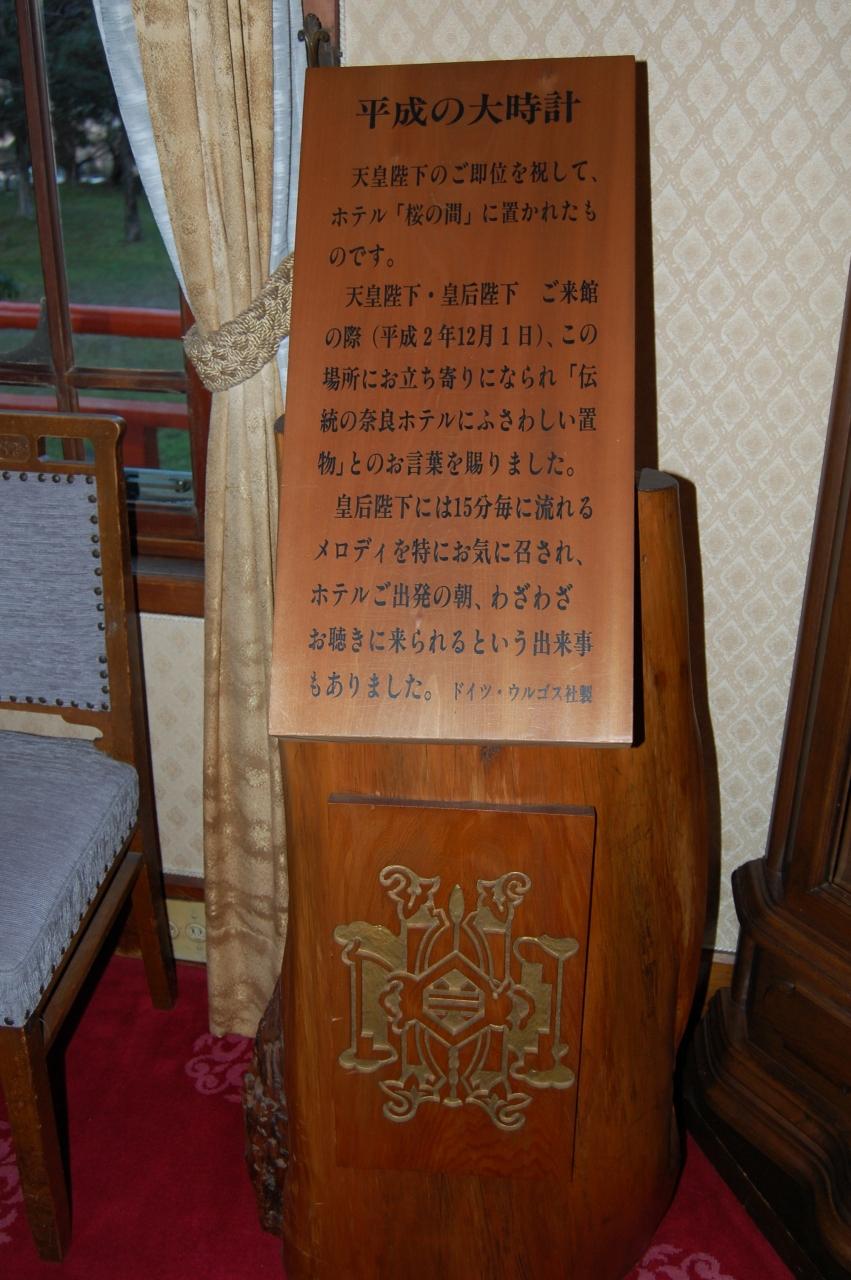 平成の大時計
天皇陛下のご即位を祝して、
ホテル「桜の間」に置かれたも
のです。
天皇陛下・皇后陛下　ご来館
の際（平成２年12月１日）、この
場所にお立ち寄りになられ「伝
統の奈良ホテルにふさわしい置
物」とのお言葉を賜りました。
皇后陛下には15分毎に流れる
メロディを特にお気に召され、
ホテルご出発の朝、わざわざ
お聴きに来られるという出来事
もありました。　ドイツ・ウルゴス社製